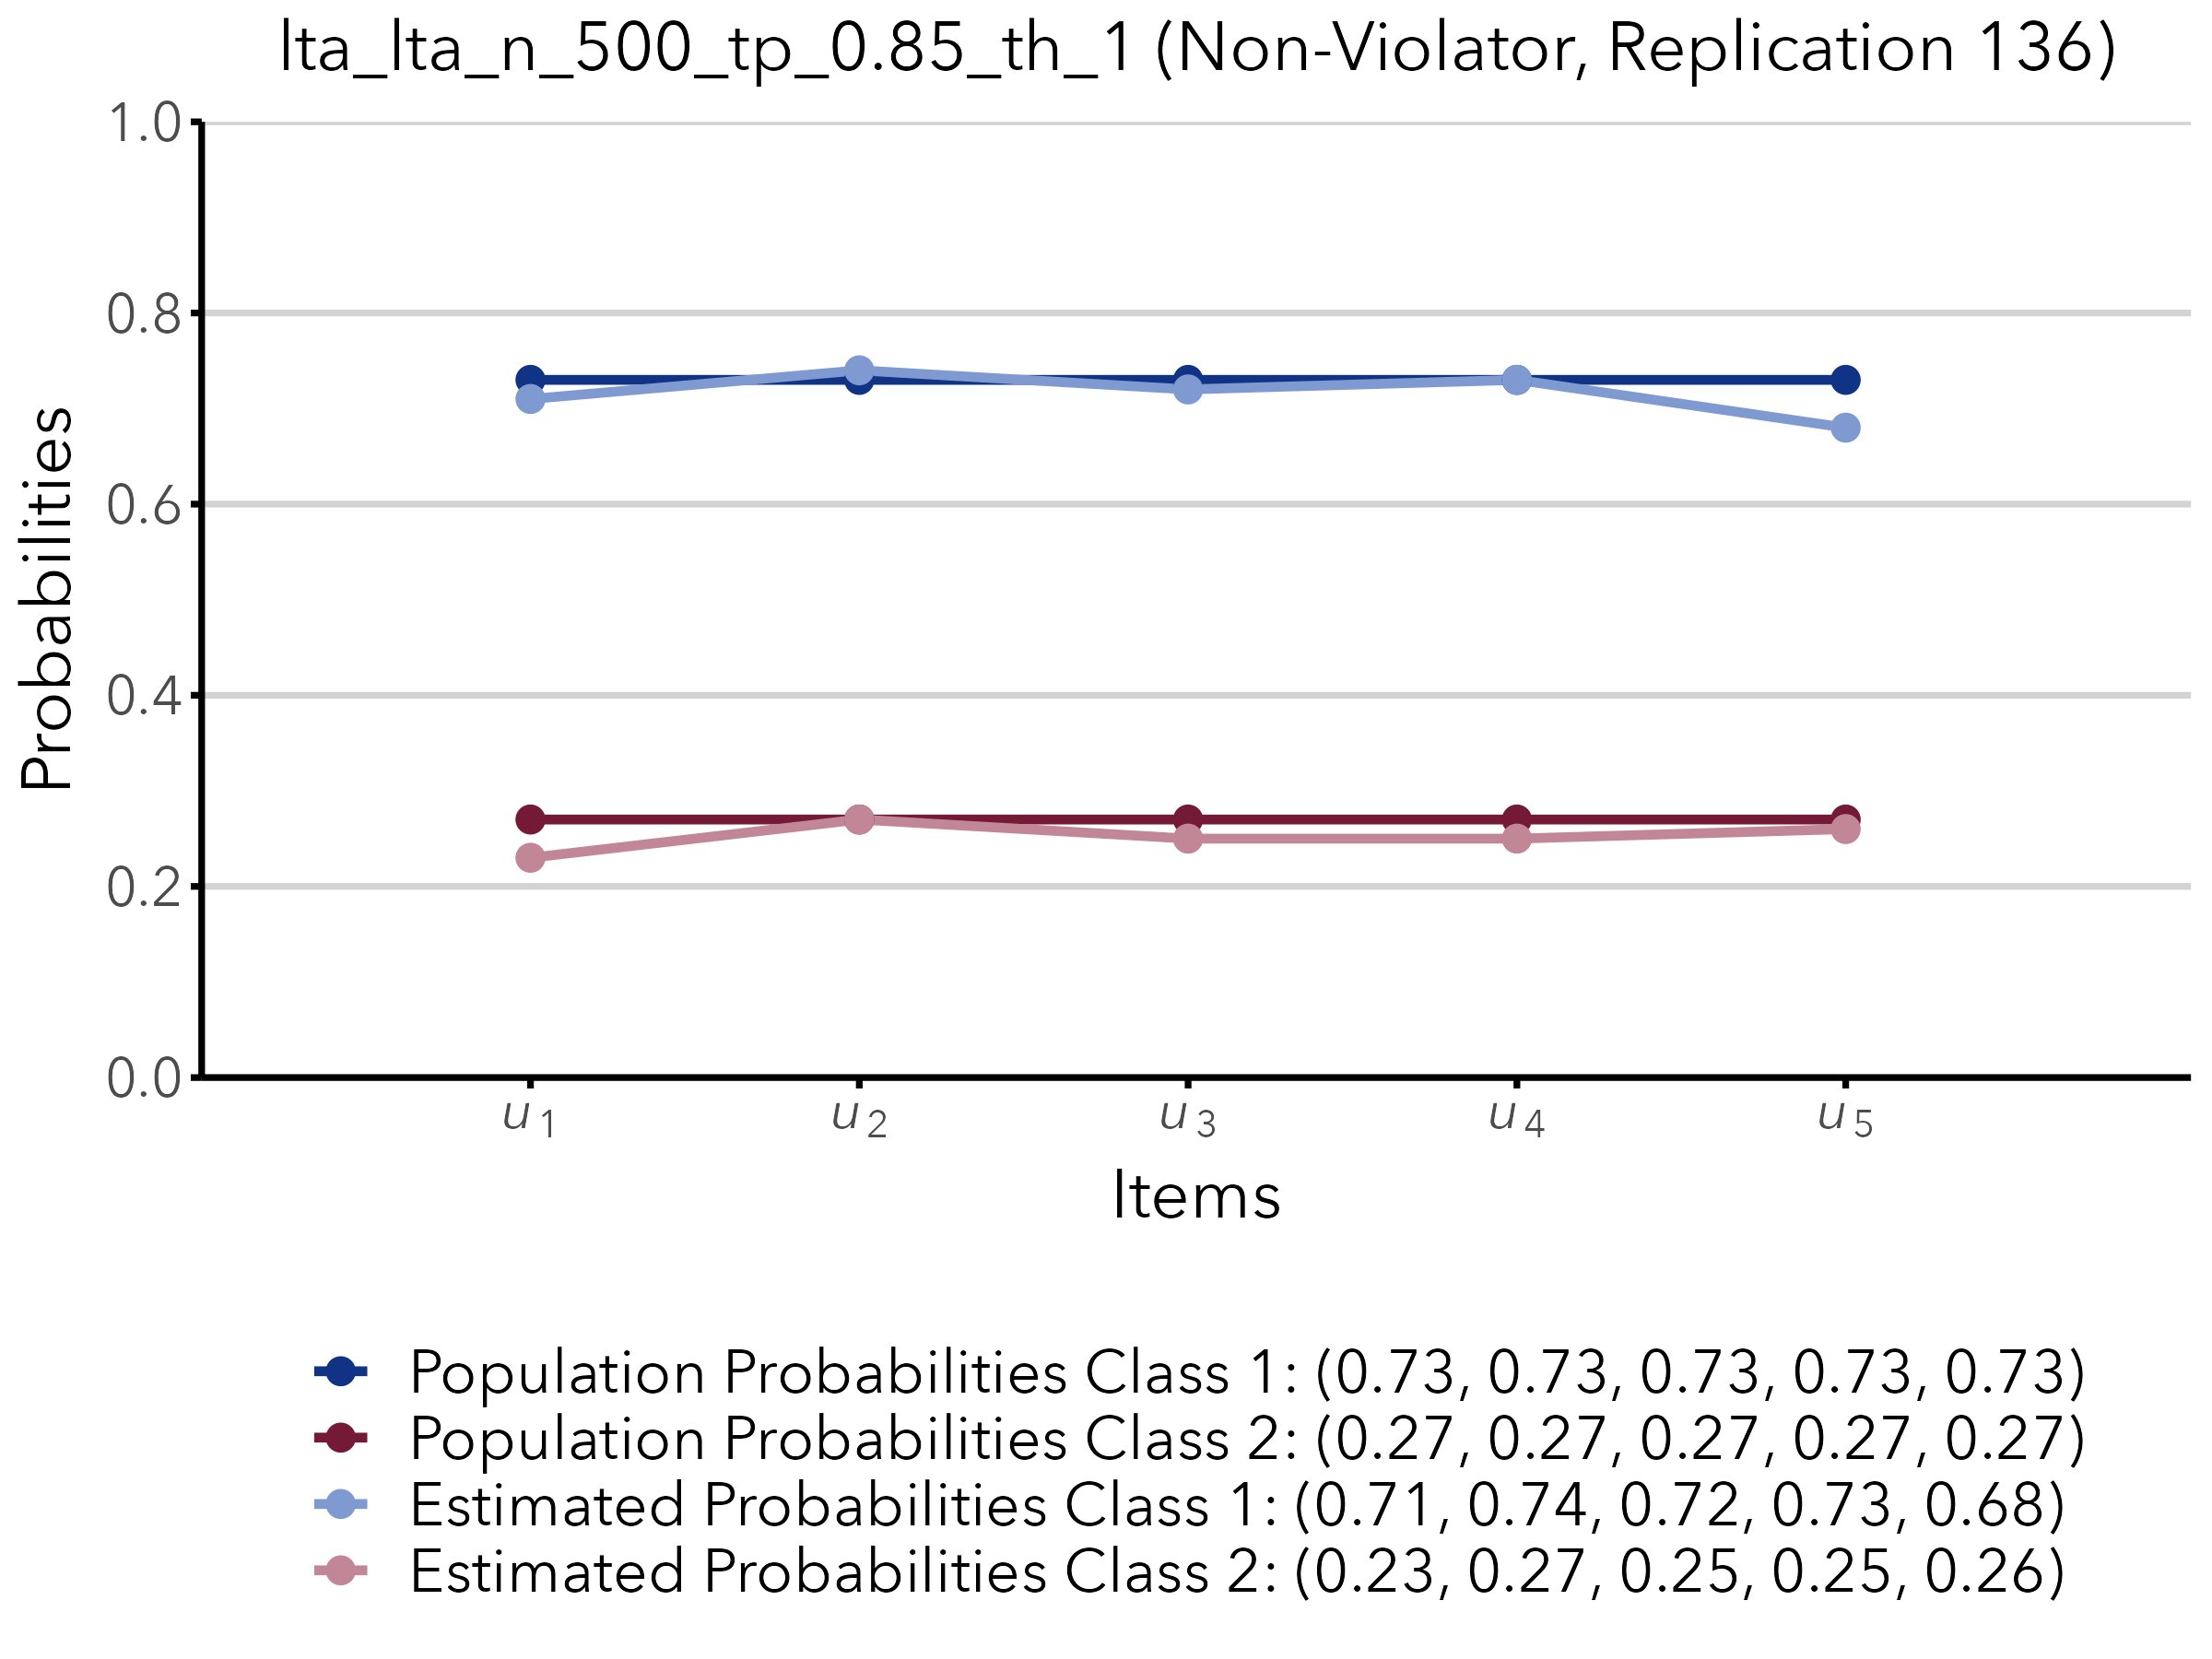 lta_lta_n_500_tp_0.85_th_1 (Non-Violator, Replication 136)
Probabilities
1.0
0.8
0.6
0.4
0.2
0.0
u1 u2 u3 u4 u5
Items
Population Probabilities Class 1: (0.73, 0.73, 0.73, 0.73, 0.73)
Population Probabilities Class 2: (0.27, 0.27, 0.27, 0.27, 0.27)
Estimated Probabilities Class 1: (0.71, 0.74, 0.72, 0.73, 0.68)
Estimated Probabilities Class 2: (0.23, 0.27, 0.25, 0.25, 0.26)